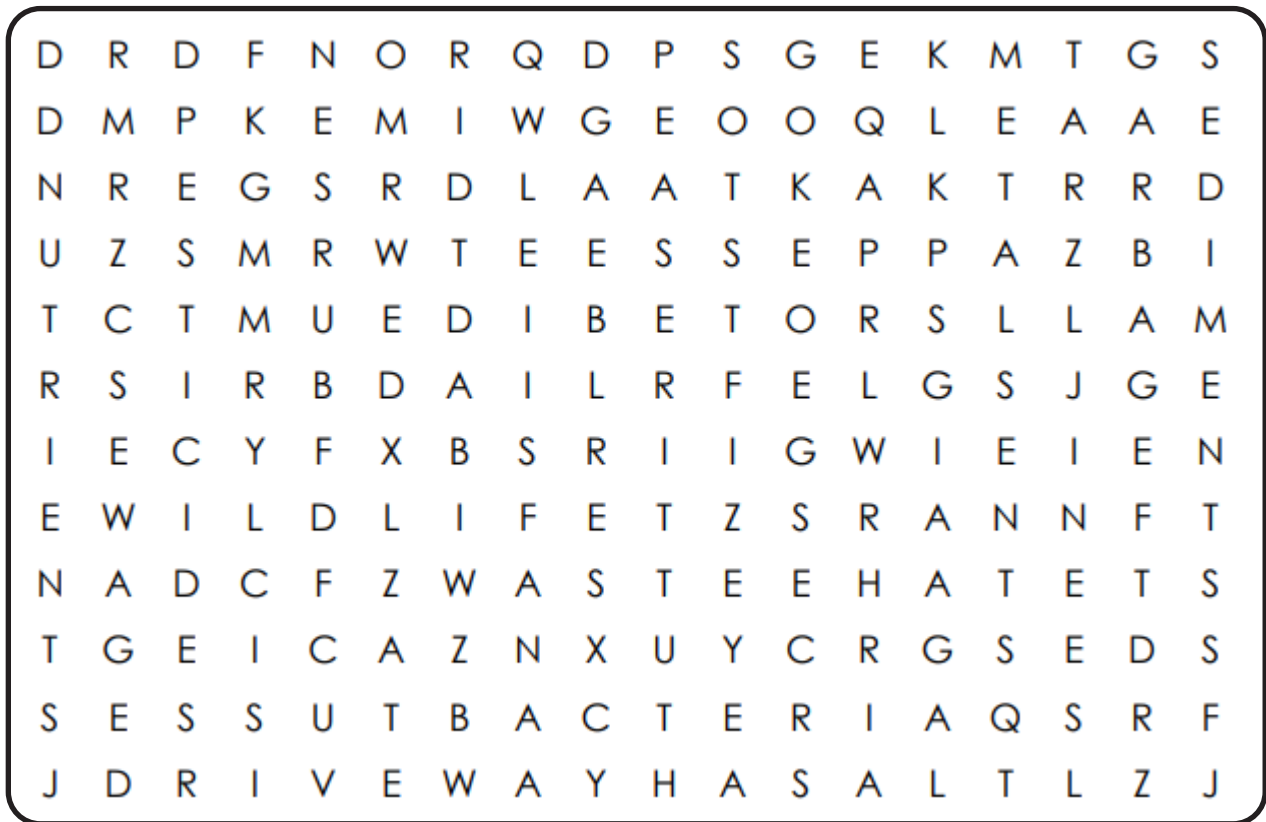 D R D F N O R Q D P S G E K M T G S
D M P K E M I W G E O O Q L E A A E
N R E G S R D L A A T K A K T R R D
U Z S M R W T E E S S E P P A Z B I
T C T M U E D I B E T O R S L L A M
R S I R B D A I L R F E L G S J G E
I E C Y F X B S R I I G W I E I E N
E W I L D L I F E T Z S R A N N F T
N A D C F Z W A S T E E H A T E T S
T G E I C A Z N X U Y C R G S E D S
S E S S U T B A C T E R I A Q S R F
J D R I V E W A Y H A S A L T L Z J